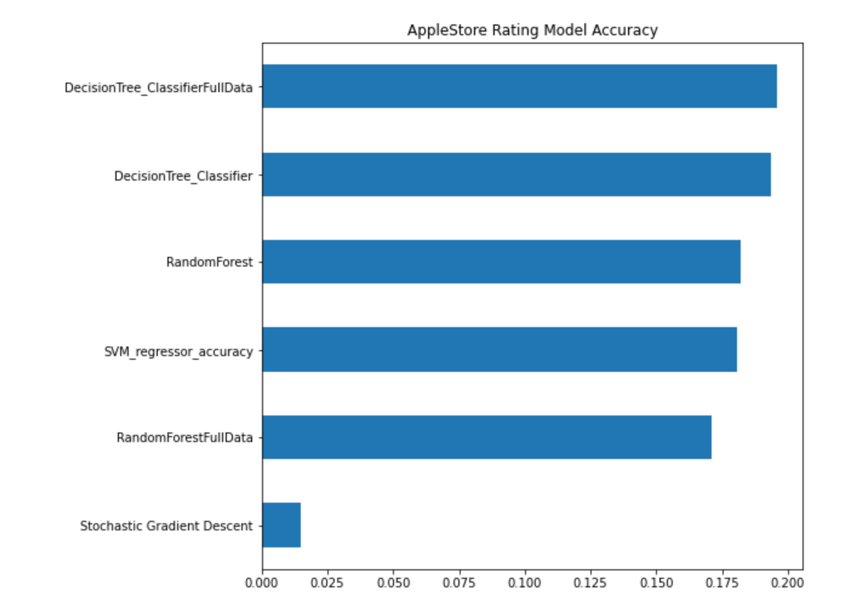 AppleStore Rating Model Accuracy
DecisionTree_ClassifierFullData
DecisionTree_Classifier
RandomForest
SVM_regressor_accuracy
RandomForestFullData
Stochastic Gradient Descent
0.000 0.025 0.050 0.075 0.100 0.125 0.150 0.175 0.200